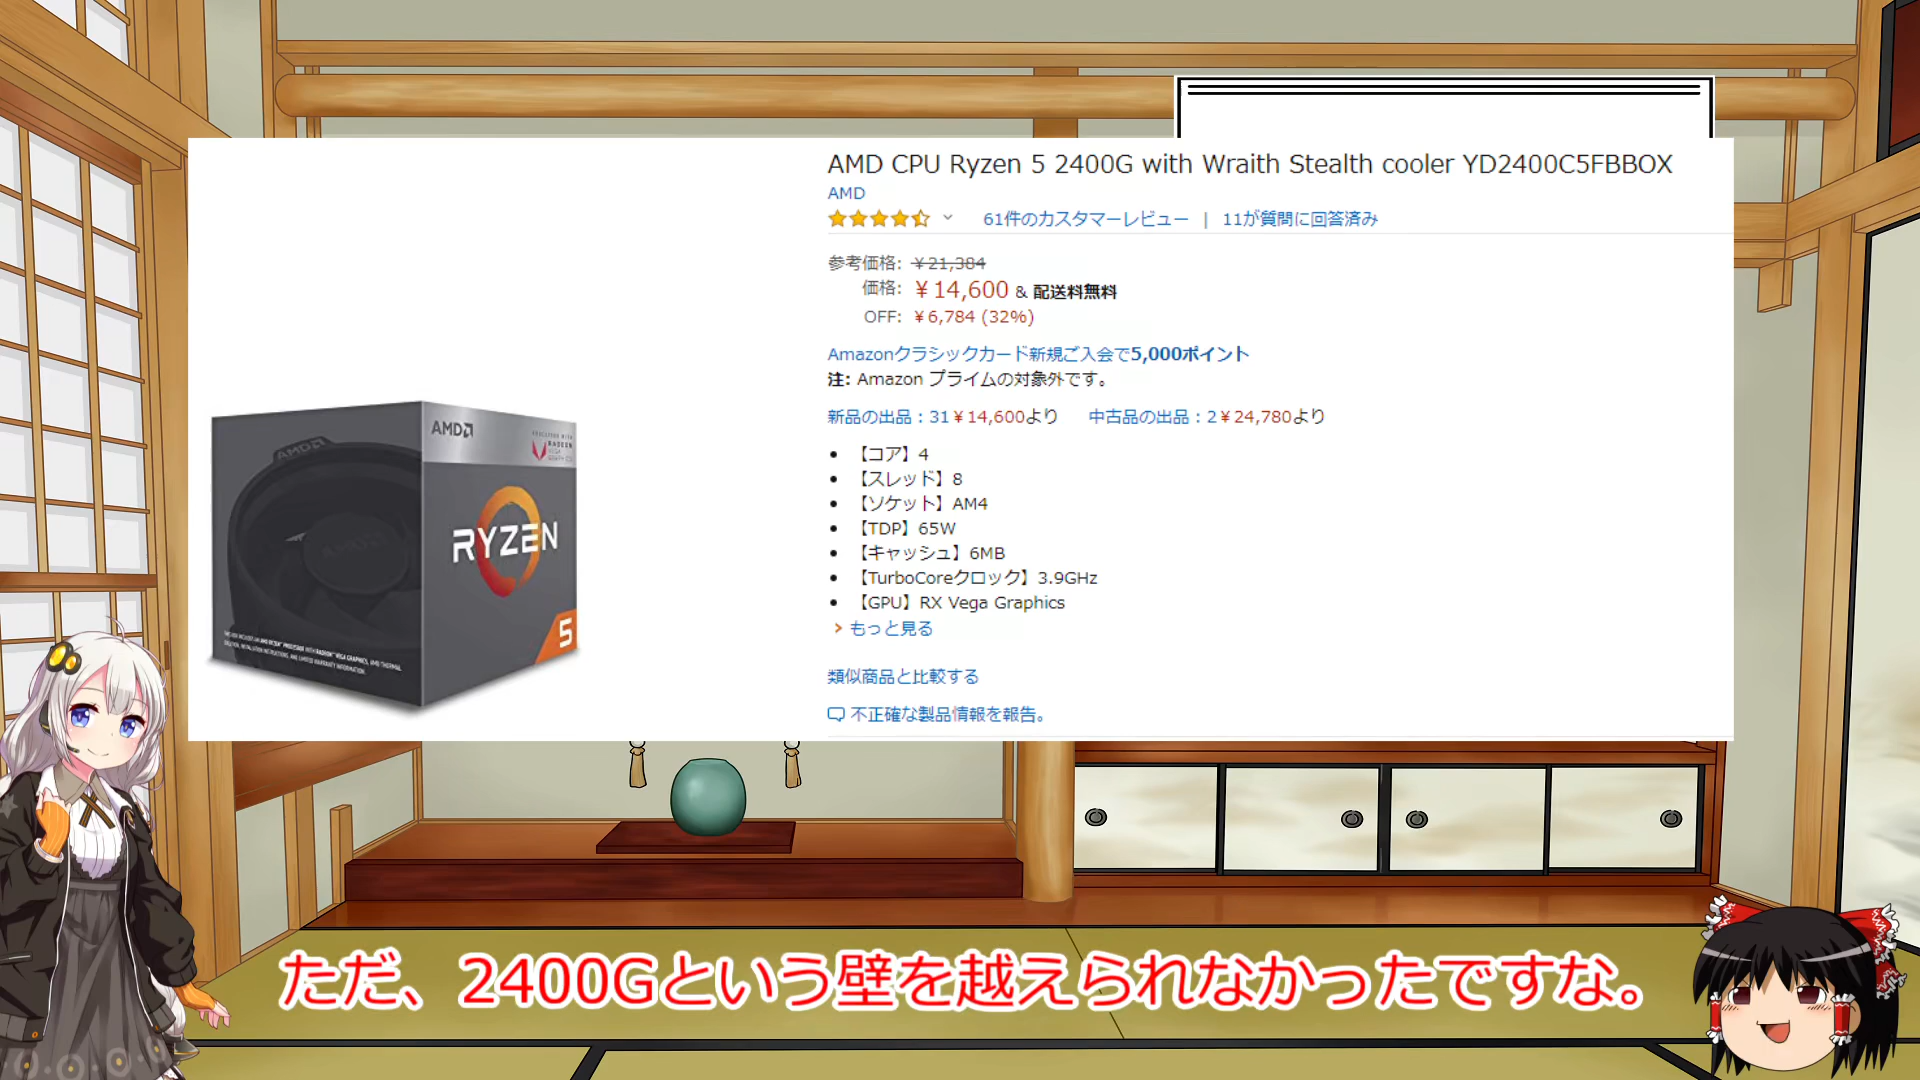 AMD CPU Ryzen 5 2400G with Wraith Stealth cooler YD2400C5FBBOX
AMD
61件のカスタマーレビュー | 11が質問に回答済み
参考価格: ￥21,384
価格: ￥14,600 & 配送料無料
OFF: ￥6,784 (32%)
Amazonクラシックカード新規ご入会で5,000ポイント
注: Amazon プライムの対象外です。
新品の出品：31￥14,600より 中古品の出品：2￥24,780より
【コア】4
【スレッド】8
【ソケット】AM4
【TDP】65W
【キャッシュ】6MB
【TurboCoreクロック】3.9GHz
【GPU】RX Vega Graphics
もっと見る
類似商品と比較する
不正確な製品情報を報告。
AMD
AMD
RADEON
RYZEN
5
ただ、2400Gという壁を越えられなかったですな。